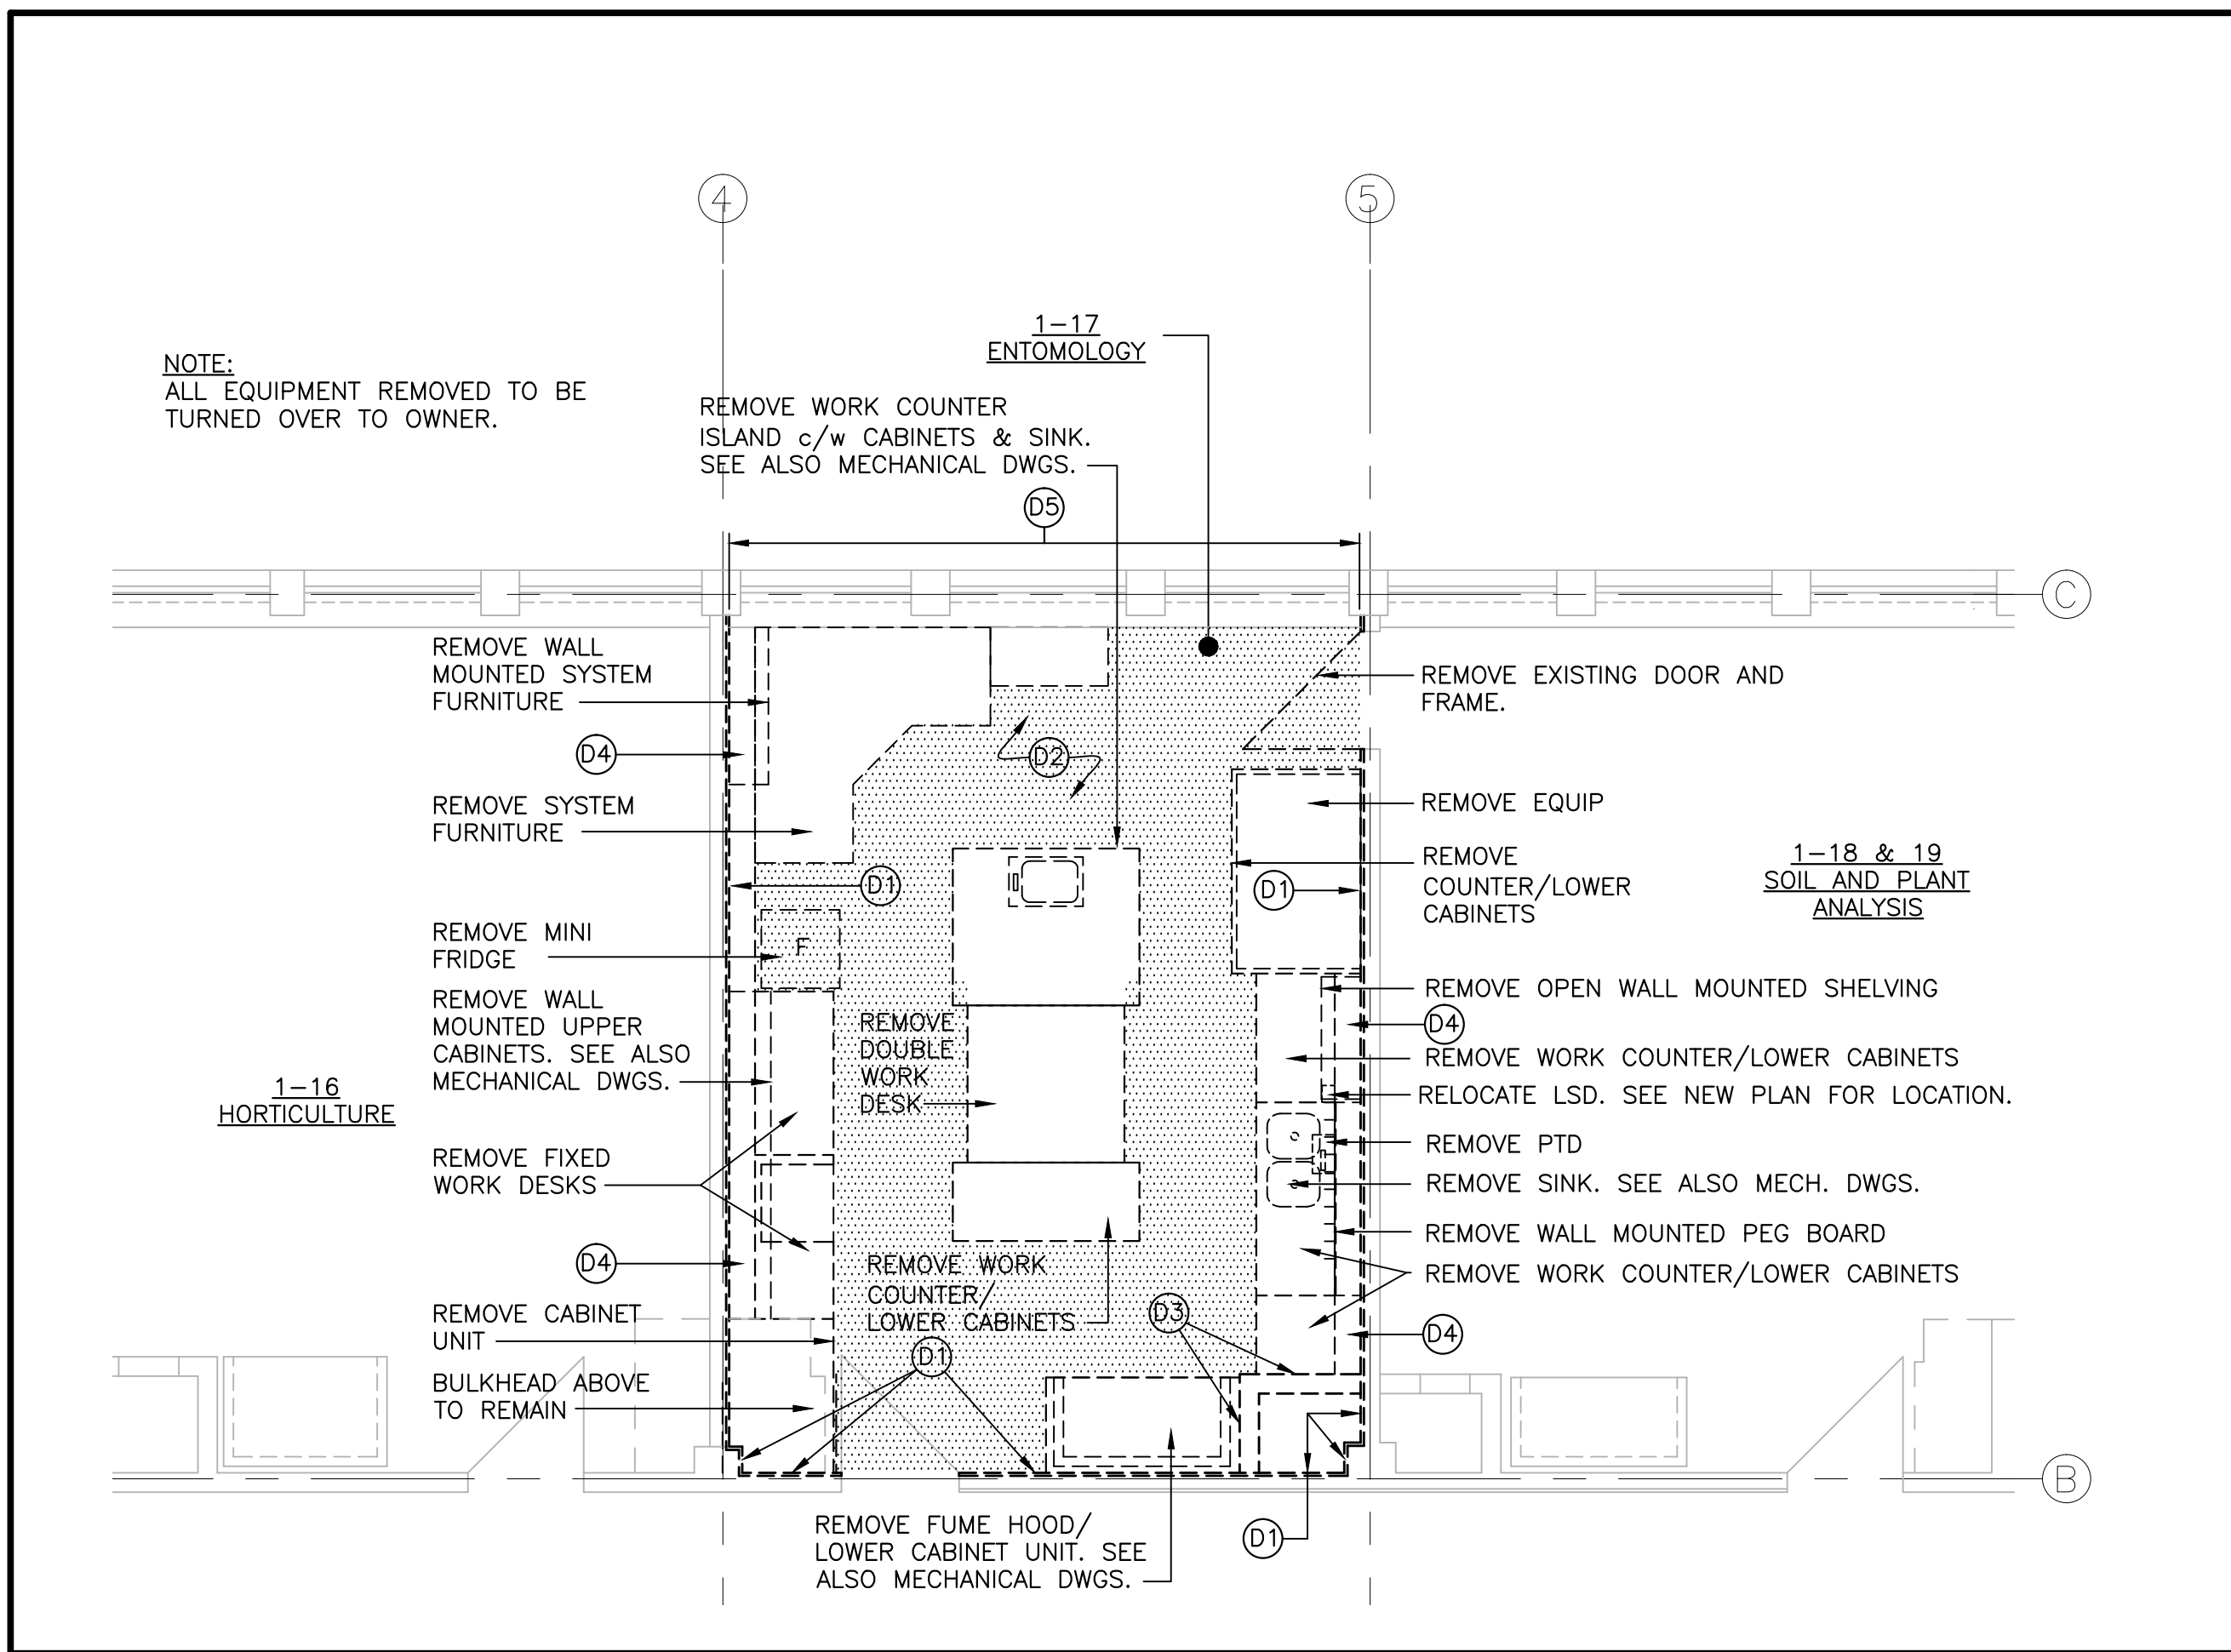 4
5
1-17
ENTOMOLOGY
NOTE:
ALL EQUIPMENT REMOVED TO BE
TURNED OVER TO OWNER.
REMOVE WORK COUNTER
ISLAND c/w CABINETS & SINK.
SEE ALSO MECHANICAL DWGS.
D5
C
REMOVE WALL
MOUNTED SYSTEM
FURNITURE
REMOVE EXISTING DOOR AND
FRAME.
D4
D2
REMOVE SYSTEM
FURNITURE
REMOVE EQUIP
REMOVE
COUNTER/LOWER
CABINETS
D1
D1
1-18 & 19
SOIL AND PLANT
ANALYSIS
REMOVE MINI
FRIDGE
F
REMOVE OPEN WALL MOUNTED SHELVING
D4
REMOVE WALL
MOUNTED UPPER
CABINETS. SEE ALSO
MECHANICAL DWGS.
REMOVE
DOUBLE
WORK
DESK
REMOVE WORK COUNTER/LOWER CABINETS
RELOCATE LSD. SEE NEW PLAN FOR LOCATION.
1-16
HORTICULTURE
REMOVE PTD
REMOVE FIXED
WORK DESKS
REMOVE SINK. SEE ALSO MECH. DWGS.
REMOVE WALL MOUNTED PEG BOARD
D4
REMOVE WORK
COUNTER/
LOWER CABINETS
REMOVE WORK COUNTER/LOWER CABINETS
REMOVE CABINET
UNIT
D3
D4
D1
BULKHEAD ABOVE
TO REMAIN
B
REMOVE FUME HOOD/
LOWER CABINET UNIT. SEE
ALSO MECHANICAL DWGS.
D1